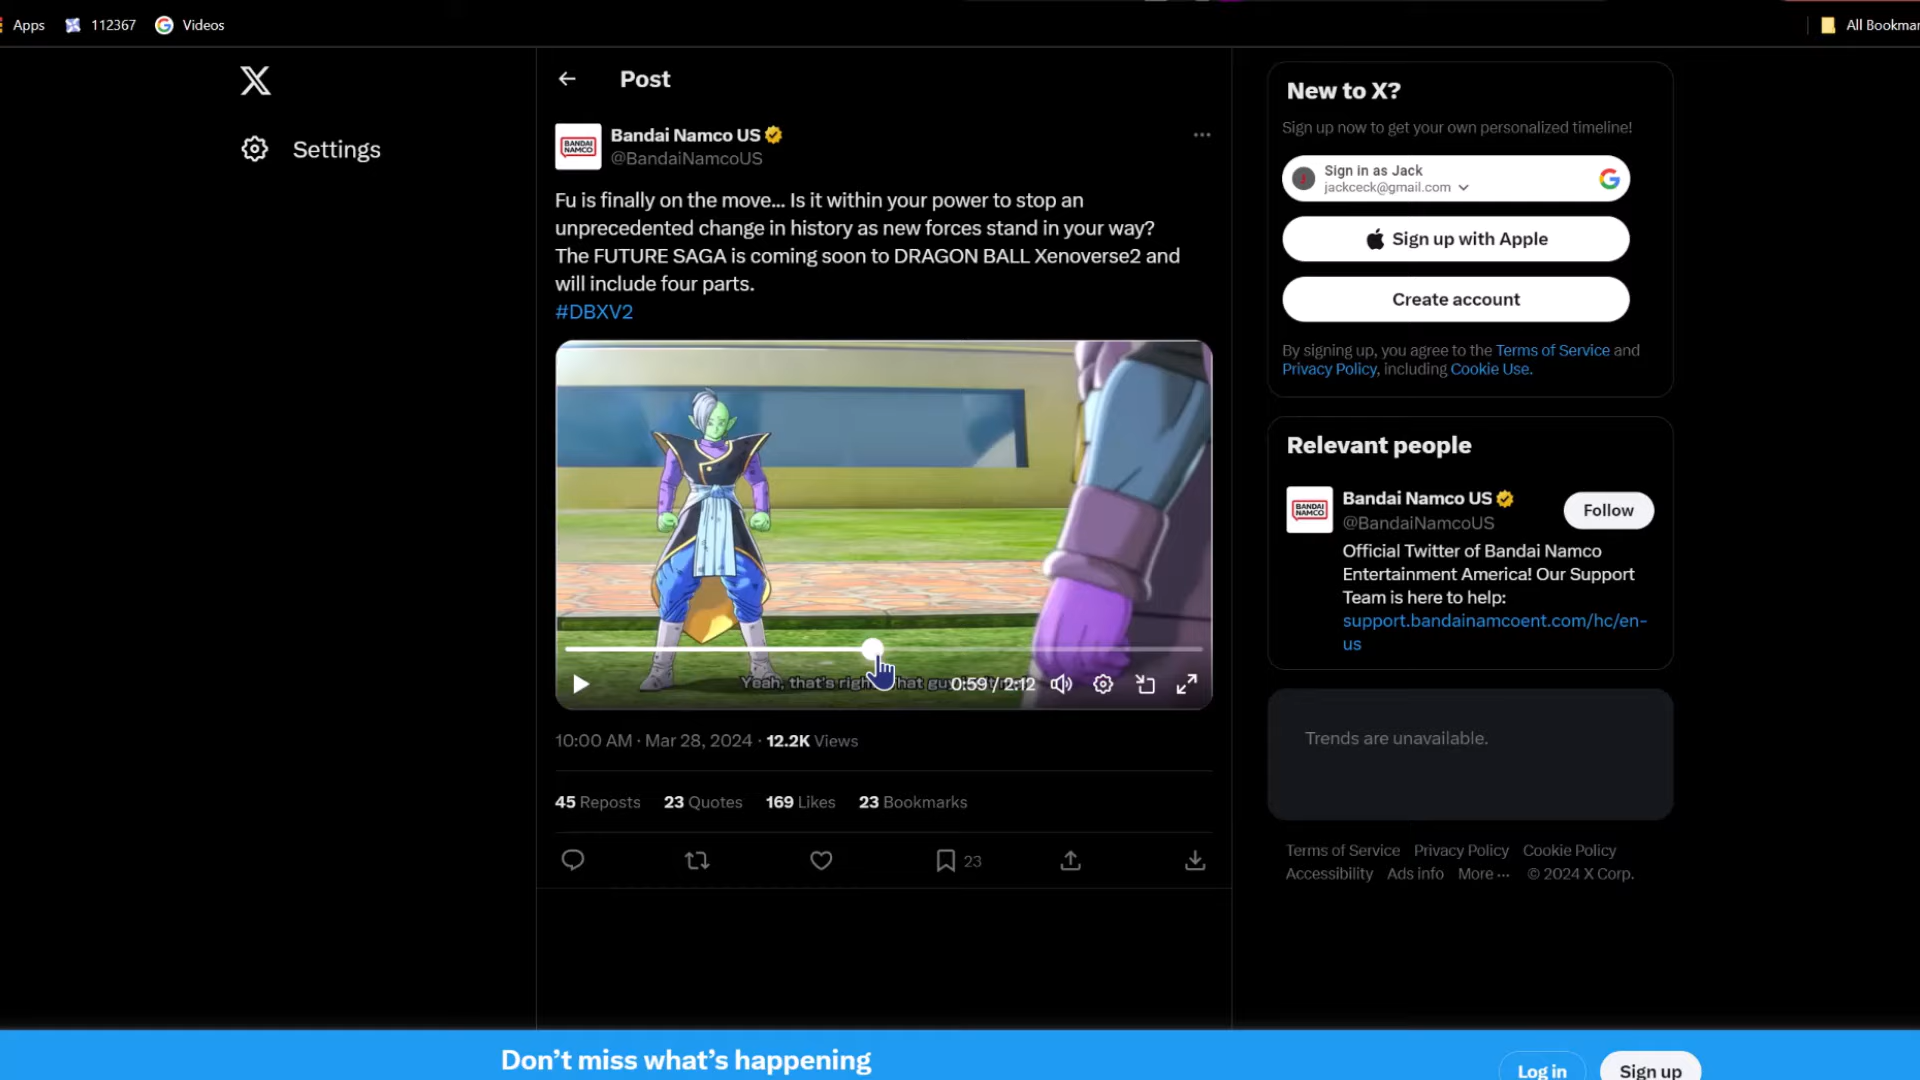 Apps 112367 Videos All Bookmar
Post
Bandai Namco US
@BandaiNamcoUS
Fu is finally on the move... Is it within your power to stop an
unprecedented change in history as new forces stand in your way?
The FUTURE SAGA is coming soon to DRAGON BALL Xenoverse2 and
will include four parts.
#DBXV2
Yeah, that's right hat guy 0:59 / 2:12
10:00 AM · Mar 28, 2024 · 12.2K Views
45 Reposts 23 Quotes 169 Likes 23 Bookmarks
23
Settings
New to X?
Sign up now to get your own personalized timeline!
Sign in as Jack
jackceck@gmail.com
Sign up with Apple
Create account
By signing up, you agree to the Terms of Service and
Privacy Policy, including Cookie Use.
Relevant people
BANDAI NAMCO
Bandai Namco US
@BandaiNamcoUS
Follow
Official Twitter of Bandai Namco
Entertainment America! Our Support
Team is here to help:
support.bandainamcoent.com/hc/en-
us
Trends are unavailable.
Terms of Service Privacy Policy Cookie Policy
Accessibility Ads info More ··· © 2024 X Corp.
Don't miss what's happening
Log in Sign up